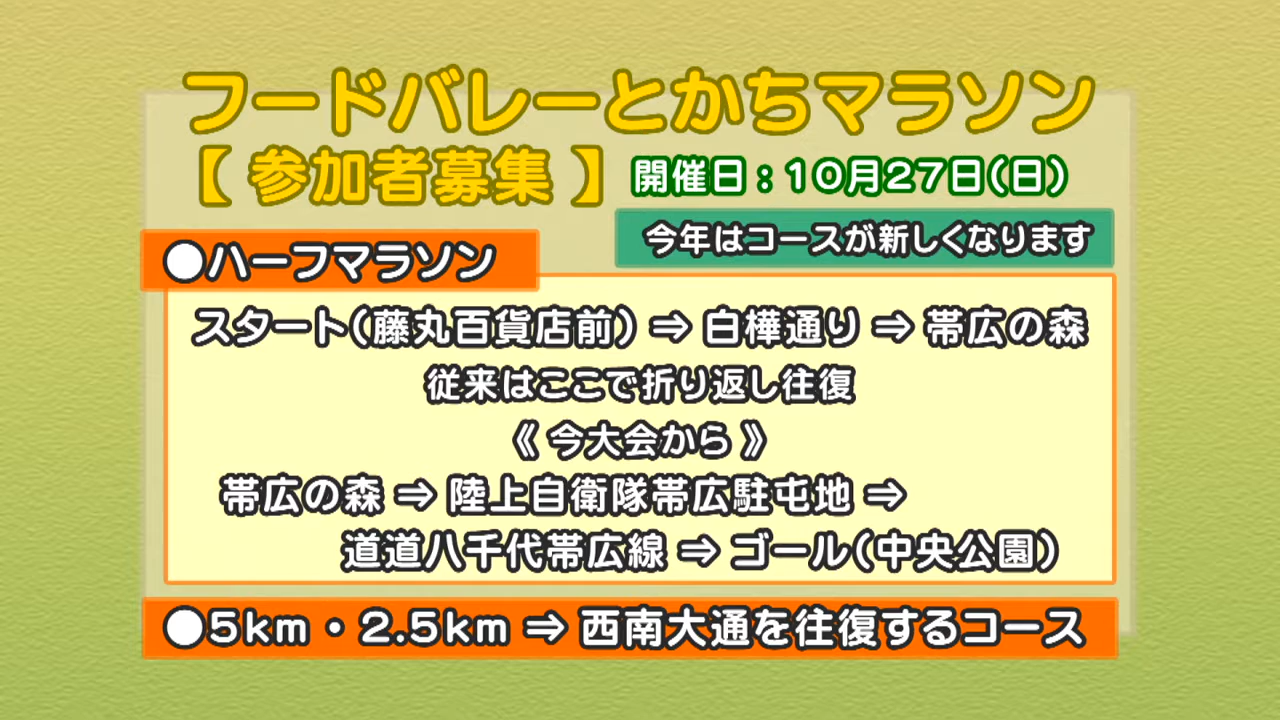 フードバレーとかちマラソン
【 参加者募集 】 開催日：１０月２７日（日）
今年はコースが新しくなります
●ハーフマラソン
スタート（藤丸百貨店前） ⇒ 白樺通り ⇒ 帯広の森
従来はここで折り返し往復
《 今大会から 》
帯広の森 ⇒ 陸上自衛隊帯広駐屯地 ⇒
道道八千代帯広線 ⇒ ゴール（中央公園）
●５ｋｍ・２.５ｋｍ ⇒ 西南大通を往復するコース